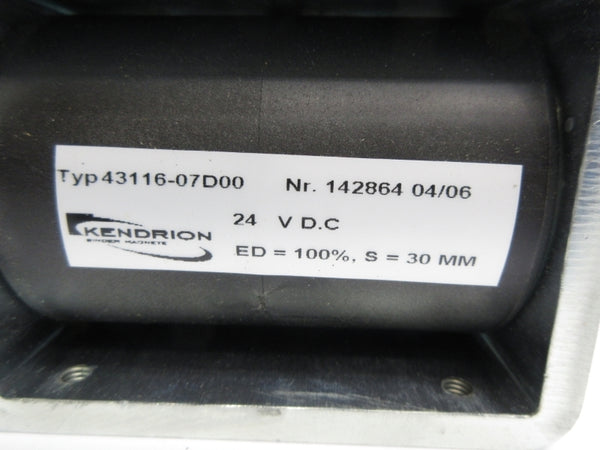 Typ 43116-07D00 Nr. 142864 04/06
24 V D.C
KENDRION
BINDER MAGNETE
ED = 100%, S = 30 MM